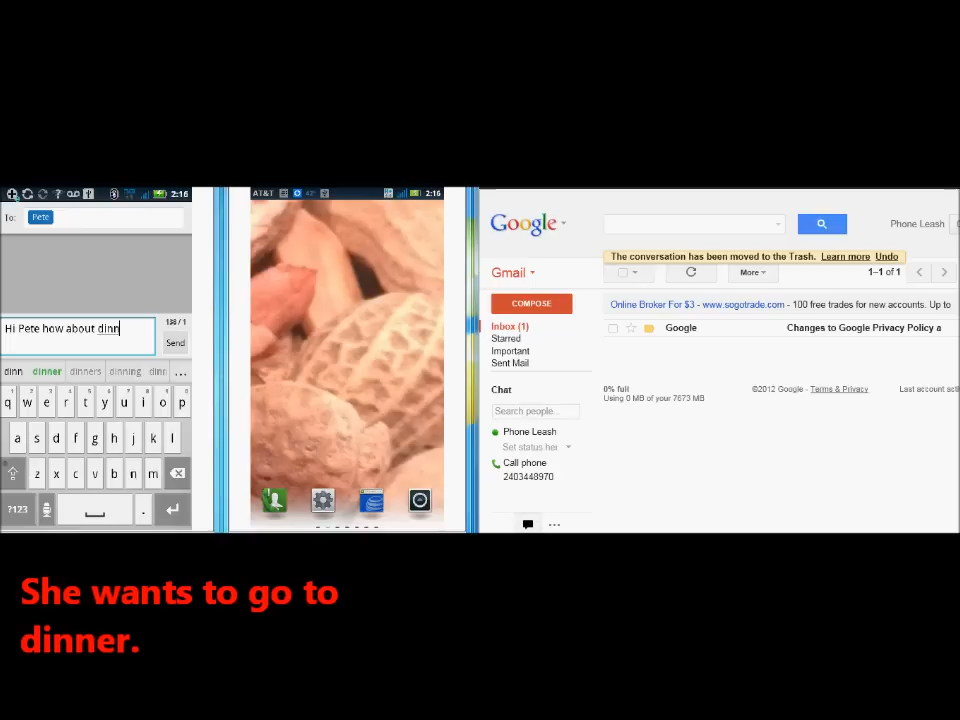 2:16
To:
Pete
Hi Pete how about dinn
138 / 1
Send
dinn dinner dinners dinning
...
q w e r t y u i o p
a s d f g h j k l
z x c v b n m
?123
.
AT&T
2:16
Google
Phone Leash
The conversation has been moved to the Trash. Learn more Undo
Gmail
More
1–1 of 1
COMPOSE
Online Broker For $3 - www.sogotrade.com - 100 free trades for new accounts. Up to
Inbox (1)
Google
Changes to Google Privacy Policy a
Starred
Important
Sent Mail
Chat
0% full
Using 0 MB of your 7673 MB
©2012 Google - Terms & Privacy
Last account acti
Search people...
Phone Leash
Set status her
Call phone
2403448970
She wants to go to
dinner.